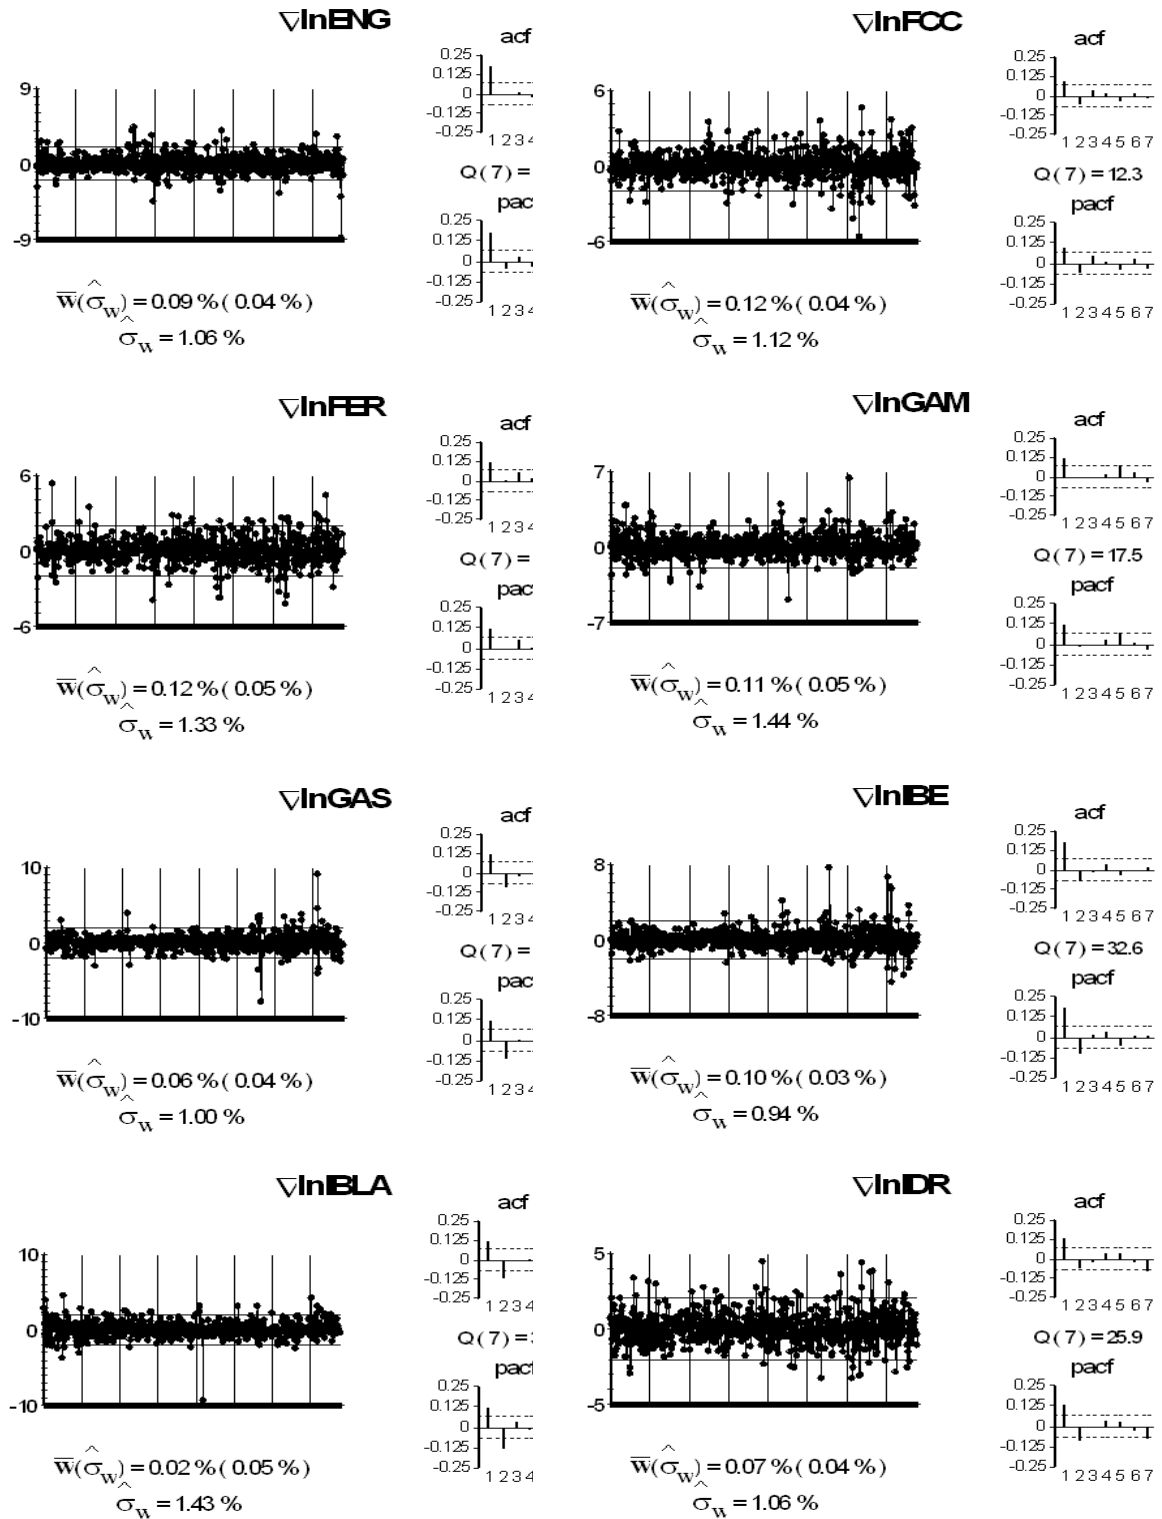 ∇lnENG
acf
0.25
0.125
0
-0.125
-0.25
1 2 3 4
Q ( 7 ) =
pac
0.25
0.125
0
-0.125
-0.25
1 2 3 4
9
0
-9
w̅(σ̂w) = 0.09 % ( 0.04 % )
σ̂w = 1.06 %
∇lnFCC
acf
0.25
0.125
0
-0.125
-0.25
1 2 3 4 5 6 7
Q ( 7 ) = 12.3
pacf
0.25
0.125
0
-0.125
-0.25
1 2 3 4 5 6 7
6
0
-6
w̅(σ̂w) = 0.12 % ( 0.04 % )
σ̂w = 1.12 %
∇lnFER
acf
0.25
0.125
0
-0.125
-0.25
1 2 3 4
Q ( 7 ) =
pac
0.25
0.125
0
-0.125
-0.25
1 2 3 4
6
0
-6
w̅(σ̂w) = 0.12 % ( 0.05 % )
σ̂w = 1.33 %
∇lnGAM
acf
0.25
0.125
0
-0.125
-0.25
1 2 3 4 5 6 7
Q ( 7 ) = 17.5
pacf
0.25
0.125
0
-0.125
-0.25
1 2 3 4 5 6 7
7
0
-7
w̅(σ̂w) = 0.11 % ( 0.05 % )
σ̂w = 1.44 %
∇lnGAS
acf
0.25
0.125
0
-0.125
-0.25
1 2 3 4
Q ( 7 ) =
pac
0.25
0.125
0
-0.125
-0.25
1 2 3 4
10
0
-10
w̅(σ̂w) = 0.06 % ( 0.04 % )
σ̂w = 1.00 %
∇lnIBE
acf
0.25
0.125
0
-0.125
-0.25
1 2 3 4 5 6 7
Q ( 7 ) = 32.6
pacf
0.25
0.125
0
-0.125
-0.25
1 2 3 4 5 6 7
8
0
-8
w̅(σ̂w) = 0.10 % ( 0.03 % )
σ̂w = 0.94 %
∇lnIBLA
acf
0.25
0.125
0
-0.125
-0.25
1 2 3 4
Q ( 7 ) =
pacf
0.25
0.125
0
-0.125
-0.25
1 2 3 4
10
0
-10
w̅(σ̂w) = 0.02 % ( 0.05 % )
σ̂w = 1.43 %
∇lnIDR
acf
0.25
0.125
0
-0.125
-0.25
1 2 3 4 5 6 7
Q ( 7 ) = 25.9
pacf
0.25
0.125
0
-0.125
-0.25
1 2 3 4 5 6 7
5
0
-5
w̅(σ̂w) = 0.07 % ( 0.04 % )
σ̂w = 1.06 %